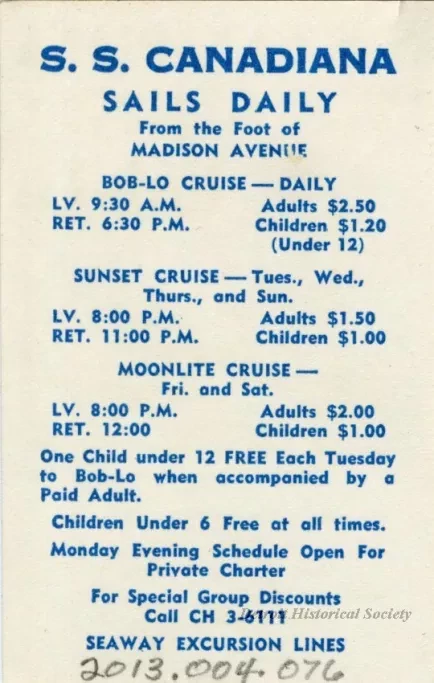 S. S. CANADIANA
SAILS DAILY
From the Foot of
MADISON AVENUE
BOB-LO CRUISE — DAILY
LV. 9:30 A.M. Adults $2.50
RET. 6:30 P.M. Children $1.20
(Under 12)
SUNSET CRUISE — Tues., Wed.,
Thurs., and Sun.
LV. 8:00 P.M. Adults $1.50
RET. 11:00 P.M. Children $1.00
MOONLITE CRUISE —
Fri. and Sat.
LV. 8:00 P.M. Adults $2.00
RET. 12:00 Children $1.00
One Child under 12 FREE Each Tuesday
to Bob-Lo when accompanied by a
Paid Adult.
Children Under 6 Free at all times.
Monday Evening Schedule Open For
Private Charter
For Special Group Discounts
Call CH 3-6111
Detroit Historical Society
SEAWAY EXCURSION LINES
2013.004.076